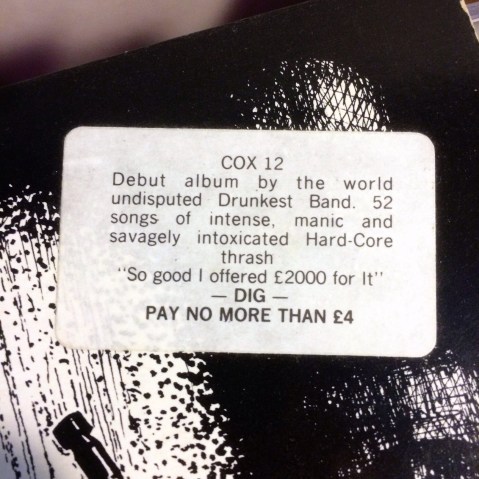 COX 12
Debut album by the world
undisputed Drunkest Band. 52
songs of intense, manic and
savagely intoxicated Hard-Core
thrash
"So good I offered £2000 for It"
— DIG —
PAY NO MORE THAN £4